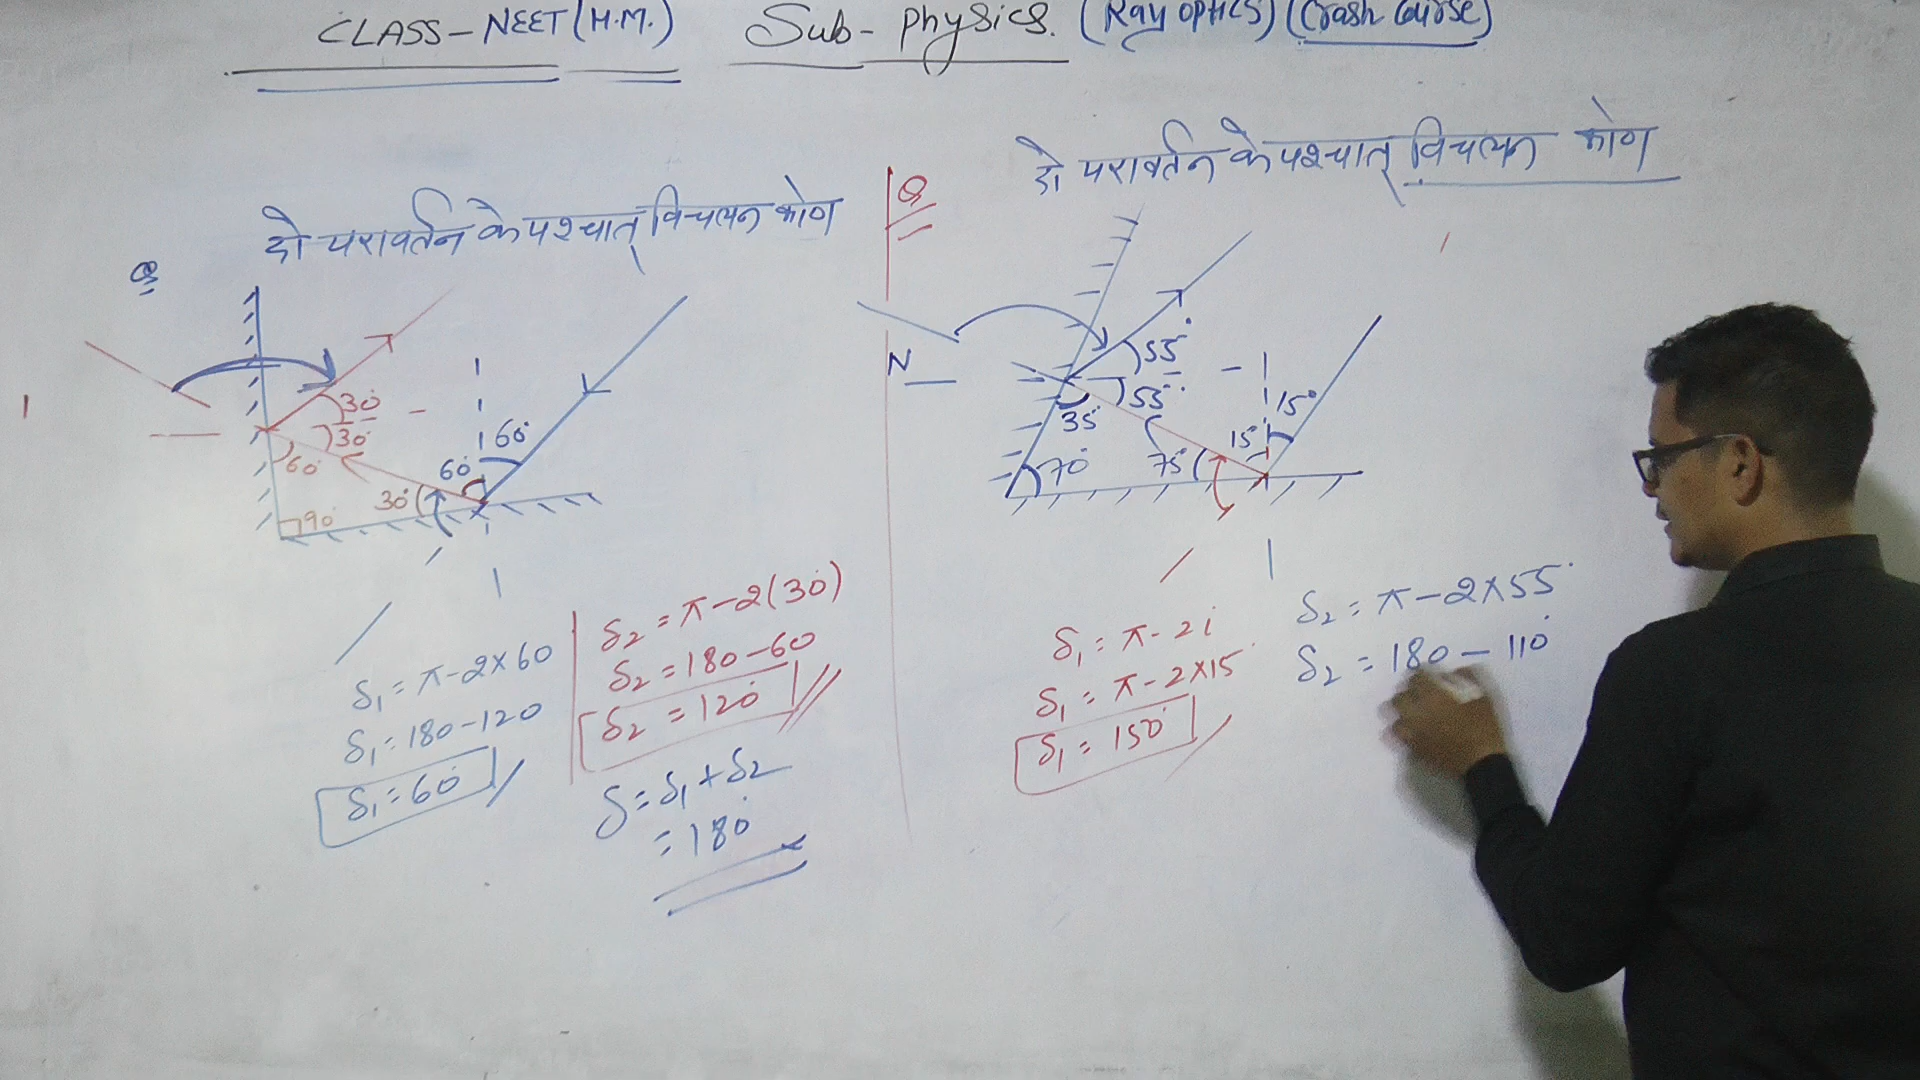 CLASS-NEET(H.M.) Sub- Physics. (Ray optics) (Crash Course)
दो परावर्तन के पश्चात् विचलन कोण
Q
30°
30°
60°
90°
30°
60°
60°
δ₁ = π-2×60
δ₁ = 180-120
δ₁ = 60°
δ₂ = π-2(30°)
δ₂ = 180-60
δ₂ = 120°
δ = δ₁+δ₂
= 180°
Q
दो परावर्तन के पश्चात् विचलन कोण
N
55°
55°
35°
70°
75°
15°
15°
δ₁ = π-2i
δ₁ = π-2×15°
δ₁ = 150°
δ₂ = π-2×55°
δ₂ = 180-110°